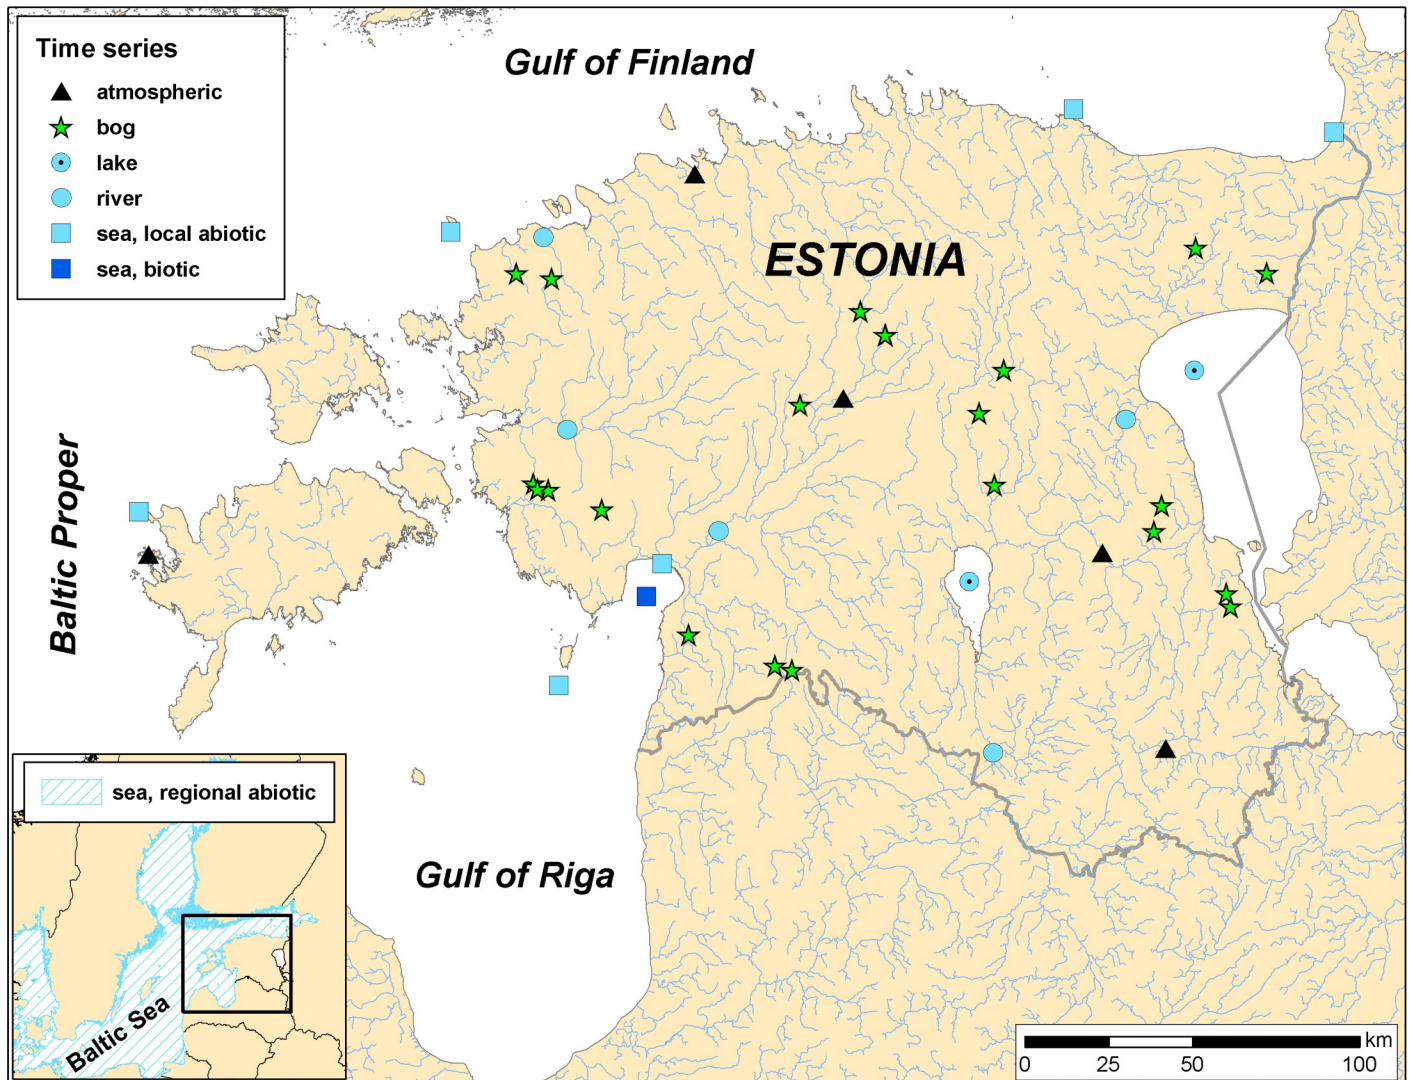 Time series
atmospheric
bog
lake
river
sea, local abiotic
sea, biotic
Gulf of Finland
ESTONIA
Baltic Proper
Gulf of Riga
sea, regional abiotic
Baltic Sea
km
0 25 50 100